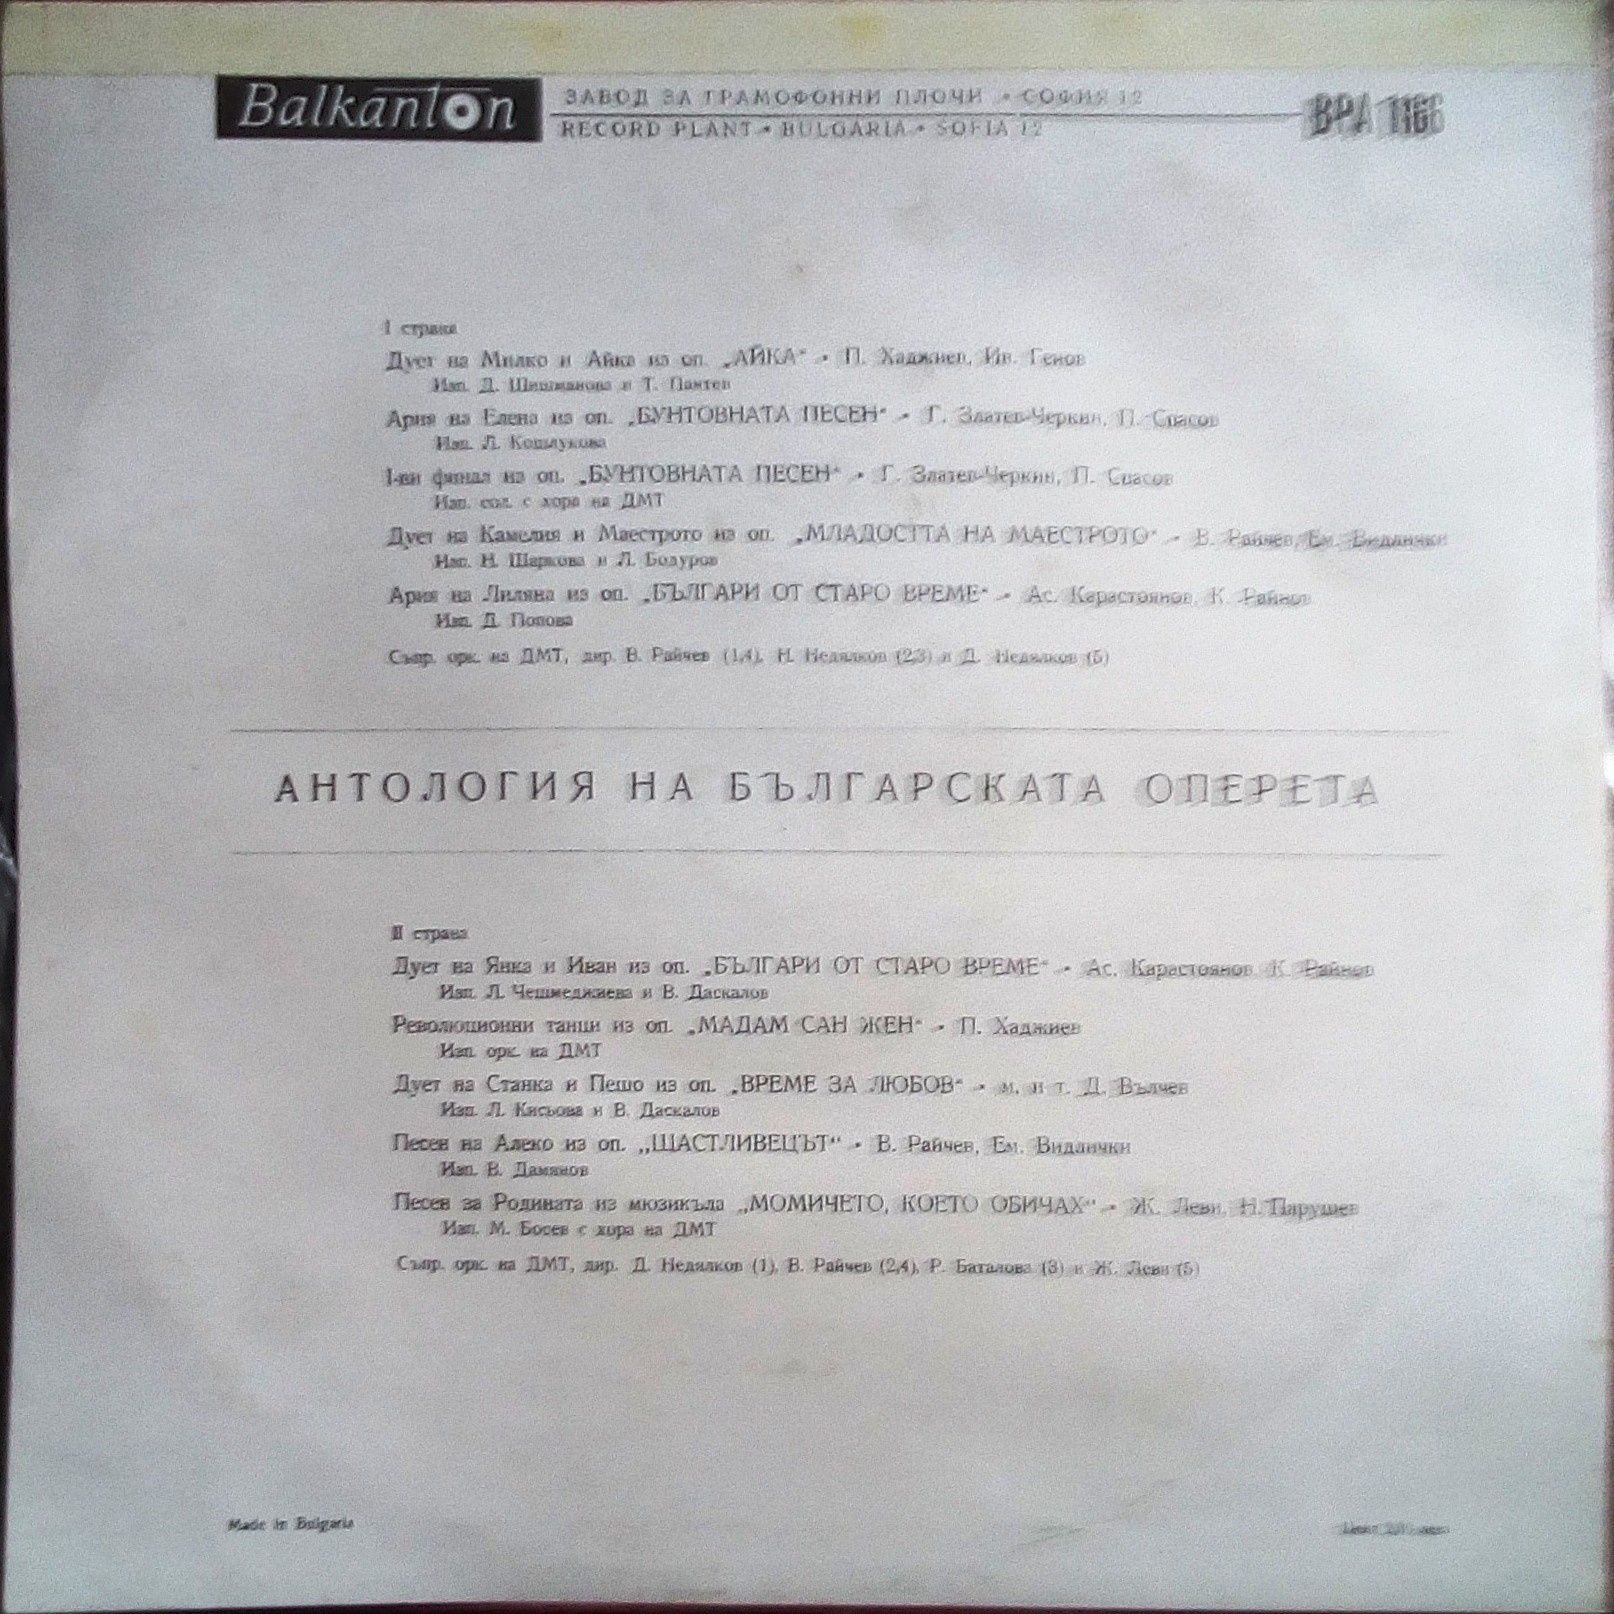 Balkanton
ЗАВОД ЗА ГРАМОФОННИ ПЛОЧИ • СОФИЯ 12
RECORD PLANT • BULGARIA • SOFIA 12
ВРА 1166
I страна
Дует на Милко и Айка из оп. „АЙКА“ - П. Хаджиев, Ив. Генов
Изп. Д. Шишманова и Т. Пантев
Ария на Елена из оп. „БУНТОВНАТА ПЕСЕН“ - Г. Златев-Черкин, П. Спасов
Изп. Л. Кошлукова
I-ви финал из оп. „БУНТОВНАТА ПЕСЕН“ - Г. Златев-Черкин, П. Спасов
Изп. сол. с хора на ДМТ
Дует на Камелия и Маестрото из оп. „МЛАДОСТТА НА МАЕСТРОТО“ - В. Райчев, Ем. Видлички
Изп. Н. Шаркова и Л. Бодуров
Ария на Лиляна из оп. „БЪЛГАРИ ОТ СТАРО ВРЕМЕ“ - Ас. Карастоянов, К. Райнов
Изп. Д. Попова
Съпр. орк. на ДМТ, дир. В. Райчев (1,4), Н. Недялков (2,3) и Д. Недялков (5)
АНТОЛОГИЯ НА БЪЛГАРСКАТА ОПЕРЕТА
II страна
Дует на Янка и Иван из оп. „БЪЛГАРИ ОТ СТАРО ВРЕМЕ“ - Ас. Карастоянов, К. Райнов
Изп. Л. Чешмеджиева и В. Даскалов
Революционни танци из оп. „МАДАМ САН ЖЕН“ - П. Хаджиев
Изп. орк. на ДМТ
Дует на Станка и Пешо из оп. „ВРЕМЕ ЗА ЛЮБОВ“ - м. и т. Д. Вълчев
Изп. Л. Кисьова и В. Даскалов
Песен на Алеко из оп. „ЩАСТЛИВЕЦЪТ“ - В. Райчев, Ем. Видлички
Изп. В. Дамянов
Песен за Родината из мюзикъла „МОМИЧЕТО, КОЕТО ОБИЧАХ“ - Ж. Леви, Н. Парушев
Изп. М. Босев с хора на ДМТ
Съпр. орк. на ДМТ, дир. Д. Недялков (1), В. Райчев (2,4), Р. Баталова (3) и Ж. Леви (5)
Made in Bulgaria